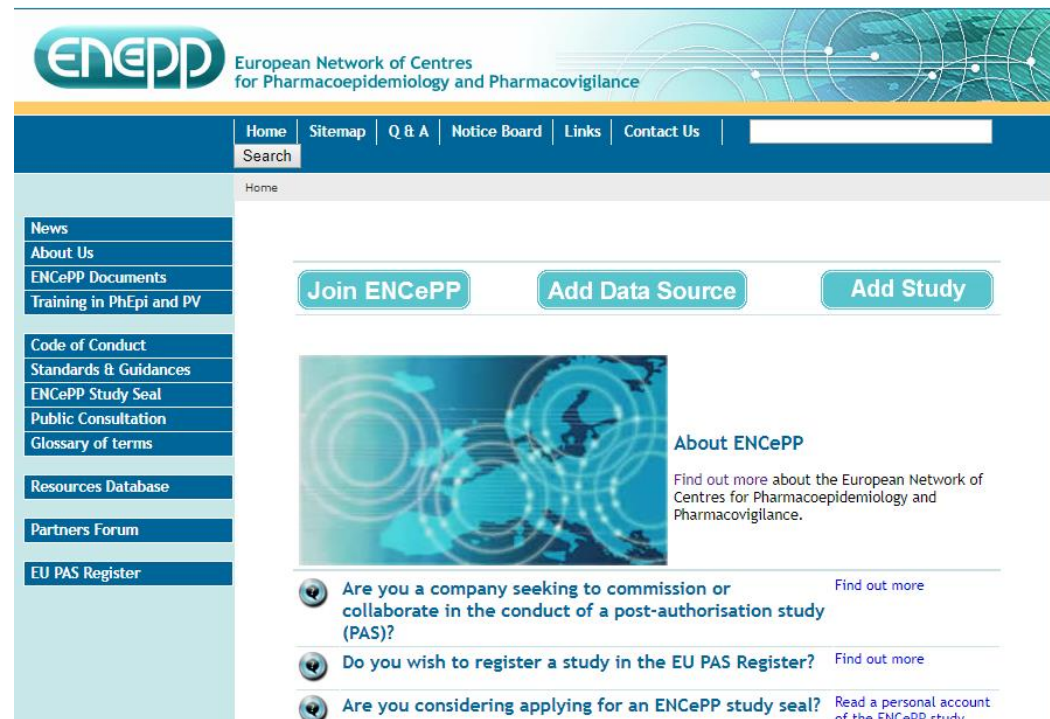 ENEPP
European Network of Centres
for Pharmacoepidemiology and Pharmacovigilance
Home Sitemap Q & A Notice Board Links Contact Us
Search
Home
News
About Us
ENCePP Documents
Training in PhEpi and PV
Code of Conduct
Standards & Guidances
ENCePP Study Seal
Public Consultation
Glossary of terms
Resources Database
Partners Forum
EU PAS Register
Join ENCePP Add Data Source Add Study
About ENCePP
Find out more about the European Network of
Centres for Pharmacoepidemiology and
Pharmacovigilance.
Are you a company seeking to commission or
collaborate in the conduct of a post-authorisation study
(PAS)?
Find out more
Do you wish to register a study in the EU PAS Register?
Find out more
Are you considering applying for an ENCePP study seal?
Read a personal account
of the ENCePP study